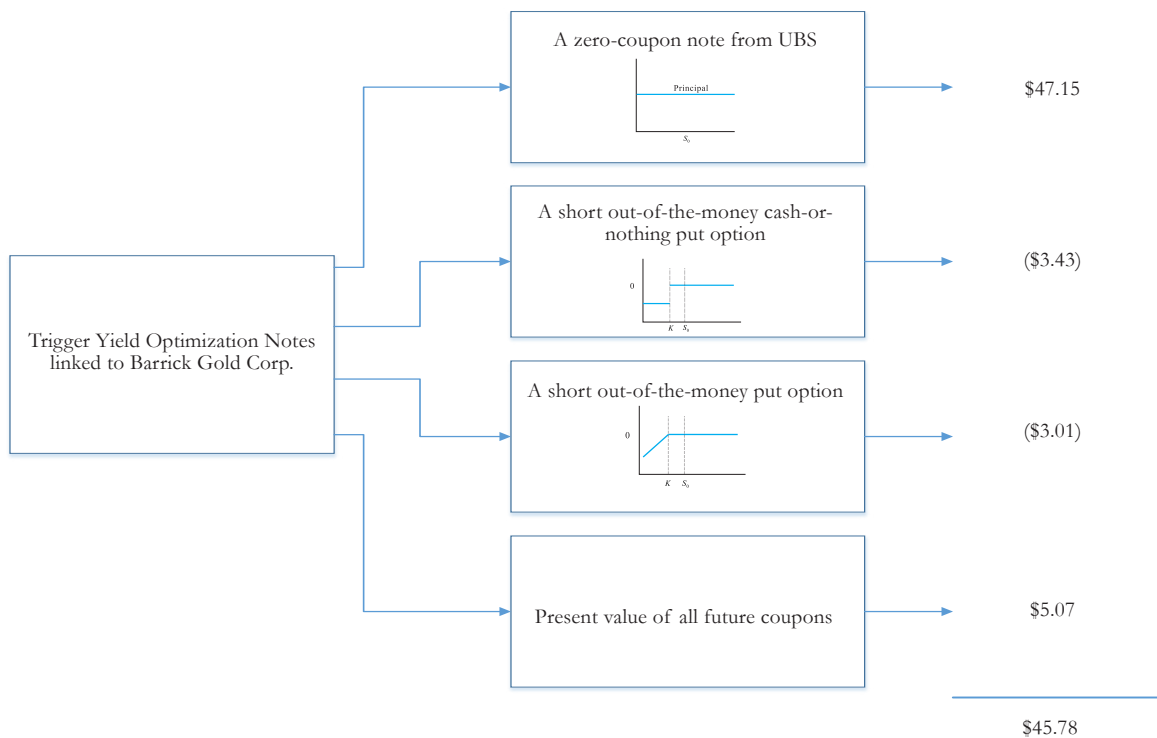 A zero-coupon note from UBS
Principal
S₀
$47.15
A short out-of-the-money cash-or-
nothing put option
0
K S₀
($3.43)
Trigger Yield Optimization Notes
linked to Barrick Gold Corp.
A short out-of-the-money put option
0
K S₀
($3.01)
Present value of all future coupons
$5.07
$45.78